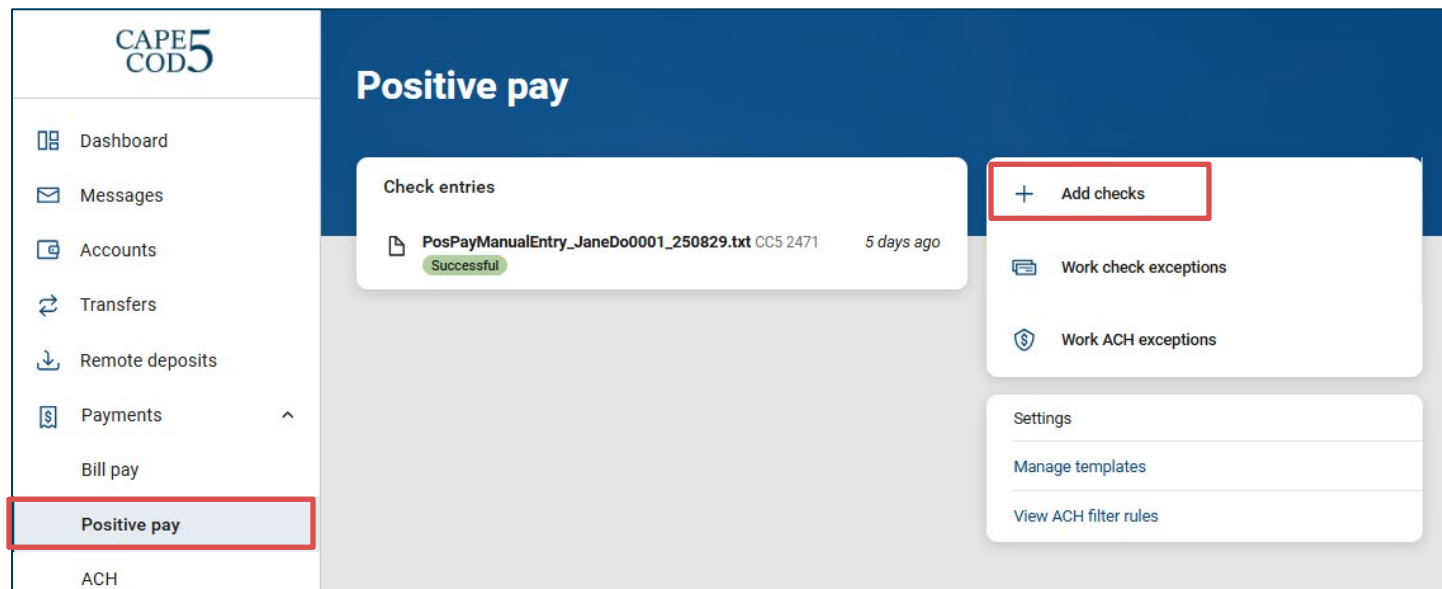 CAPE
COD5
Dashboard
Messages
Accounts
Transfers
Remote deposits
Payments
Bill pay
Positive pay
ACH
Positive pay
Check entries
PosPayManualEntry_JaneDo0001_250829.txt CC5 2471 5 days ago
Successful
Add checks
Work check exceptions
Work ACH exceptions
Settings
Manage templates
View ACH filter rules